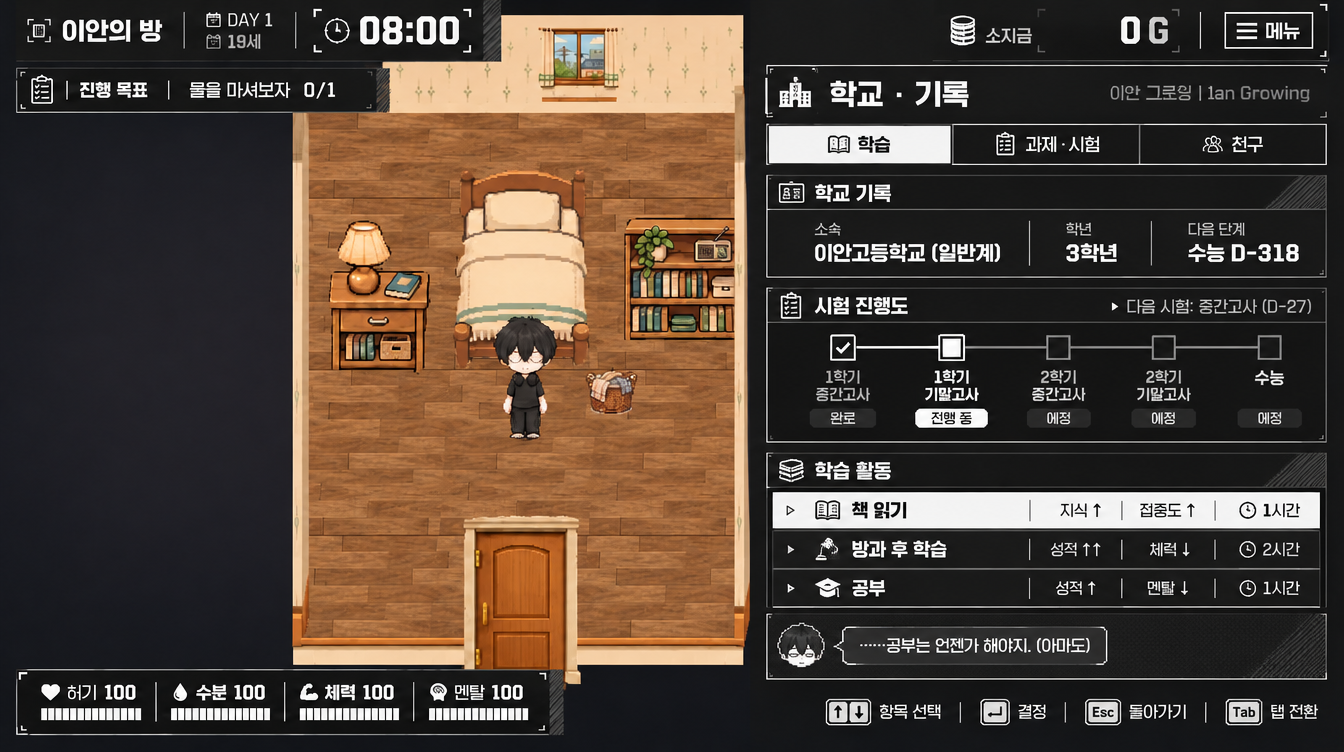 이안의 방
DAY 1
19세
08:00
소지금
0 G
메뉴
진행 목표
물을 마셔보자 0/1
학교 · 기록
이안 그로잉 | 1an Growing
학습
과제·시험
친구
학교 기록
소속
이안고등학교 (일반계)
학년
3학년
다음 단계
수능 D-318
시험 진행도
다음 시험: 중간고사 (D-27)
1학기
중간고사
완료
1학기
기말고사
전행 중
2학기
중간고사
에정
2학기
기말고사
에정
수능
에정
학습 활동
책 읽기
지식 ↑
접중도 ↑
1시간
방과 후 학습
성적 ↑↑
체력 ↓
2시간
공부
성적 ↑
멘탈 ↓
1시간
……공부는 언젠가 해야지. (아마도)
허기 100
수분 100
체력 100
멘탈 100
↑ ↓ 항목 선택
결정
Esc 돌아가기
Tab 탭 전환